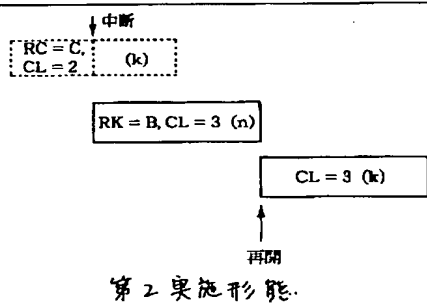 中断
RC = C,
CL = 2
(k)
RK = B, CL = 3 (n)
CL = 3 (k)
再開
第2実施形態.